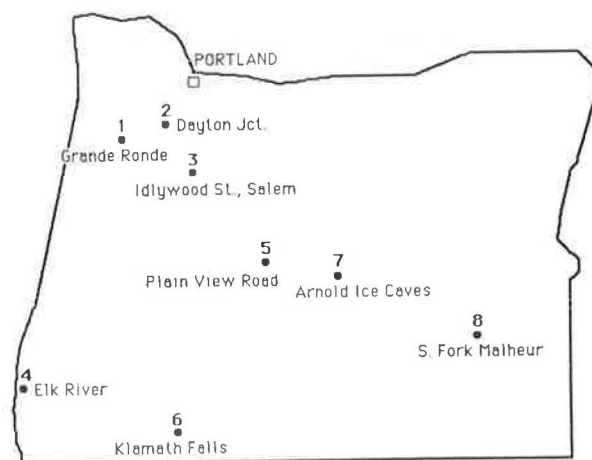 PORTLAND
2
Dayton Jct.
1
Grande Ronde
3
Idlywood St., Salem
5
Plain View Road
7
Arnold Ice Caves
8
S. Fork Malheur
4
Elk River
6
Klamath Falls